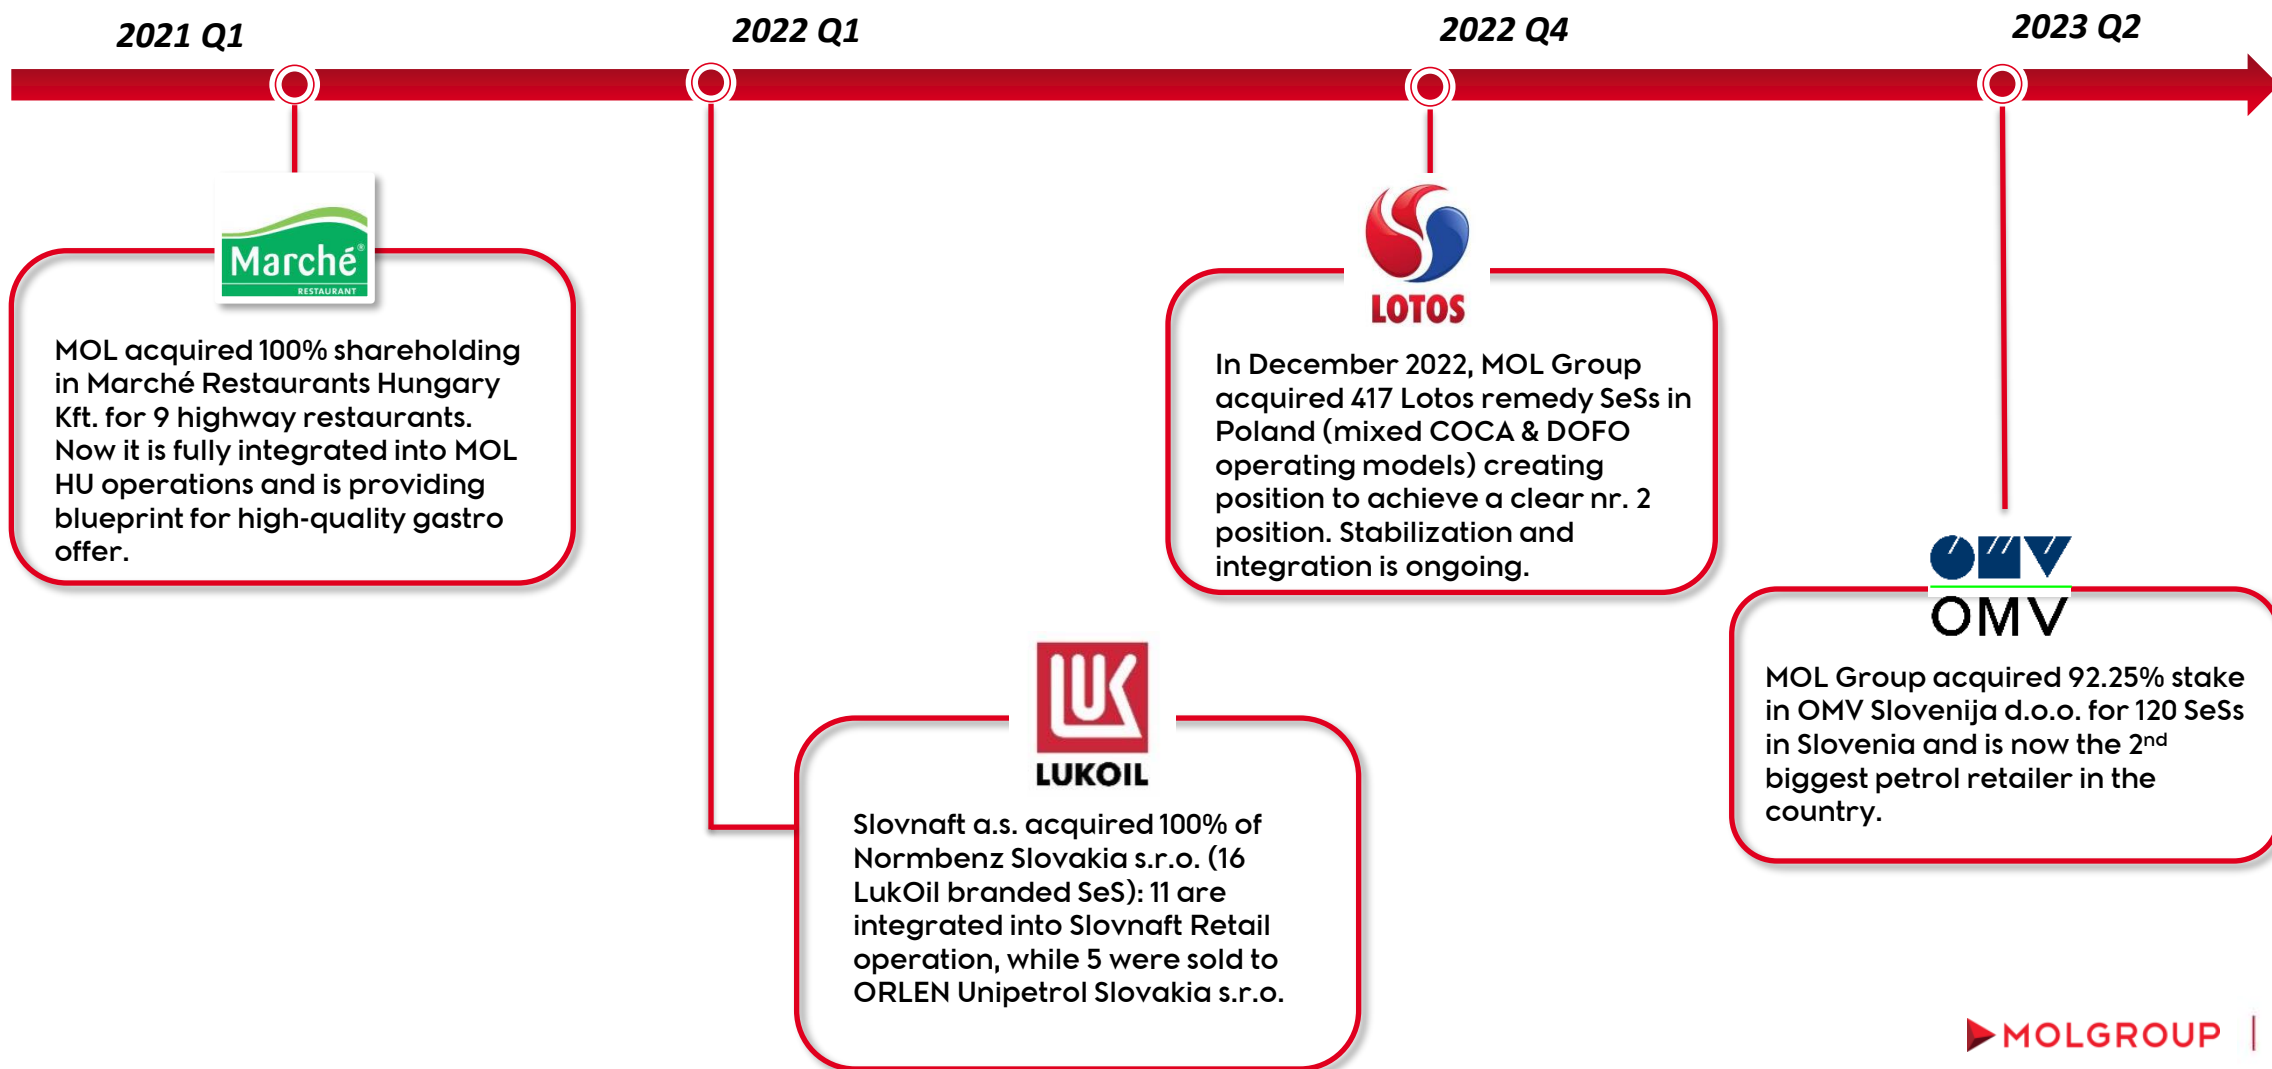 2021 Q1
2022 Q1
2022 Q4
2023 Q2
Marché®
RESTAURANT
MOL acquired 100% shareholding
in Marché Restaurants Hungary
Kft. for 9 highway restaurants.
Now it is fully integrated into MOL
HU operations and is providing
blueprint for high-quality gastro
offer.
LUK
LUKOIL
Slovnaft a.s. acquired 100% of
Normbenz Slovakia s.r.o. (16
LukOil branded SeS): 11 are
integrated into Slovnaft Retail
operation, while 5 were sold to
ORLEN Unipetrol Slovakia s.r.o.
LOTOS
In December 2022, MOL Group
acquired 417 Lotos remedy SeSs in
Poland (mixed COCA & DOFO
operating models) creating
position to achieve a clear nr. 2
position. Stabilization and
integration is ongoing.
OMV
OMV
MOL Group acquired 92.25% stake
in OMV Slovenija d.o.o. for 120 SeSs
in Slovenia and is now the 2nd
biggest petrol retailer in the
country.
MOLGROUP